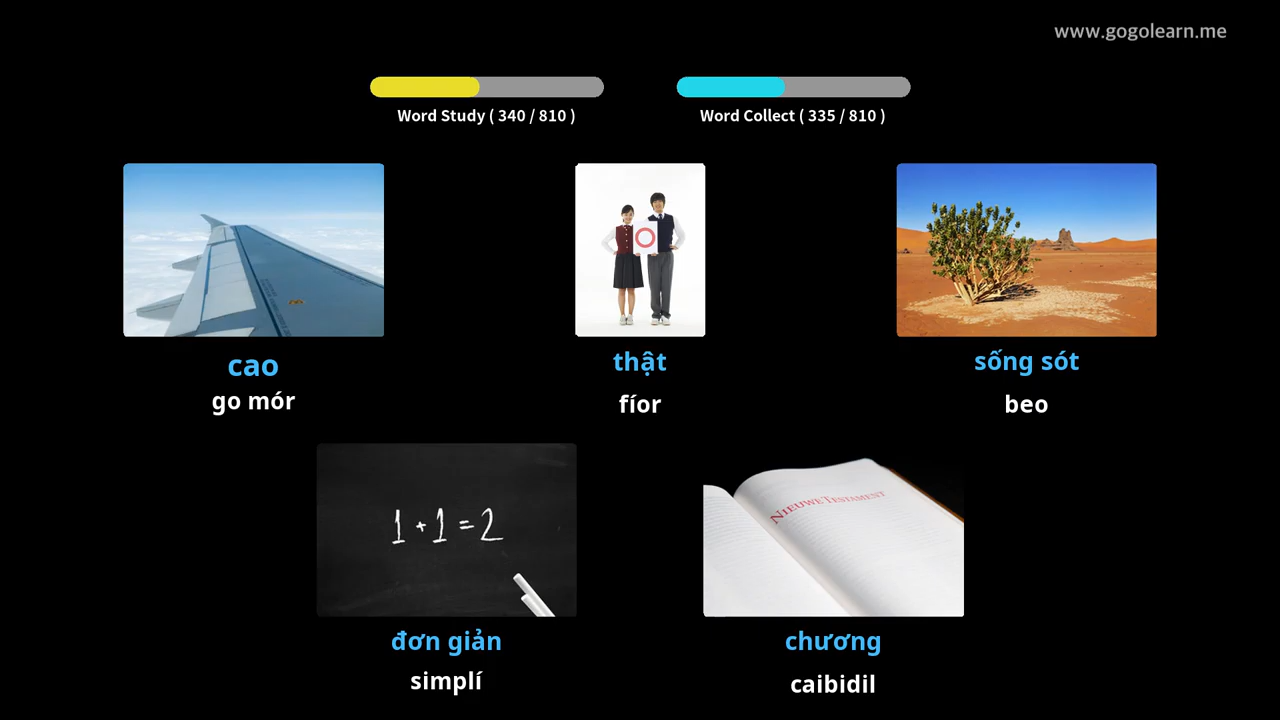 www.gogolearn.me
Word Study ( 340 / 810 )
Word Collect ( 335 / 810 )
cao
go mór
thật
fíor
sống sót
beo
1 + 1 = 2
đơn giản
simplí
NIEUWE TESTAMENT
chương
caibidil